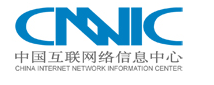 CNNIC
中国互联网络信息中心
CHINA INTERNET NETWORK INFORMATION CENTER